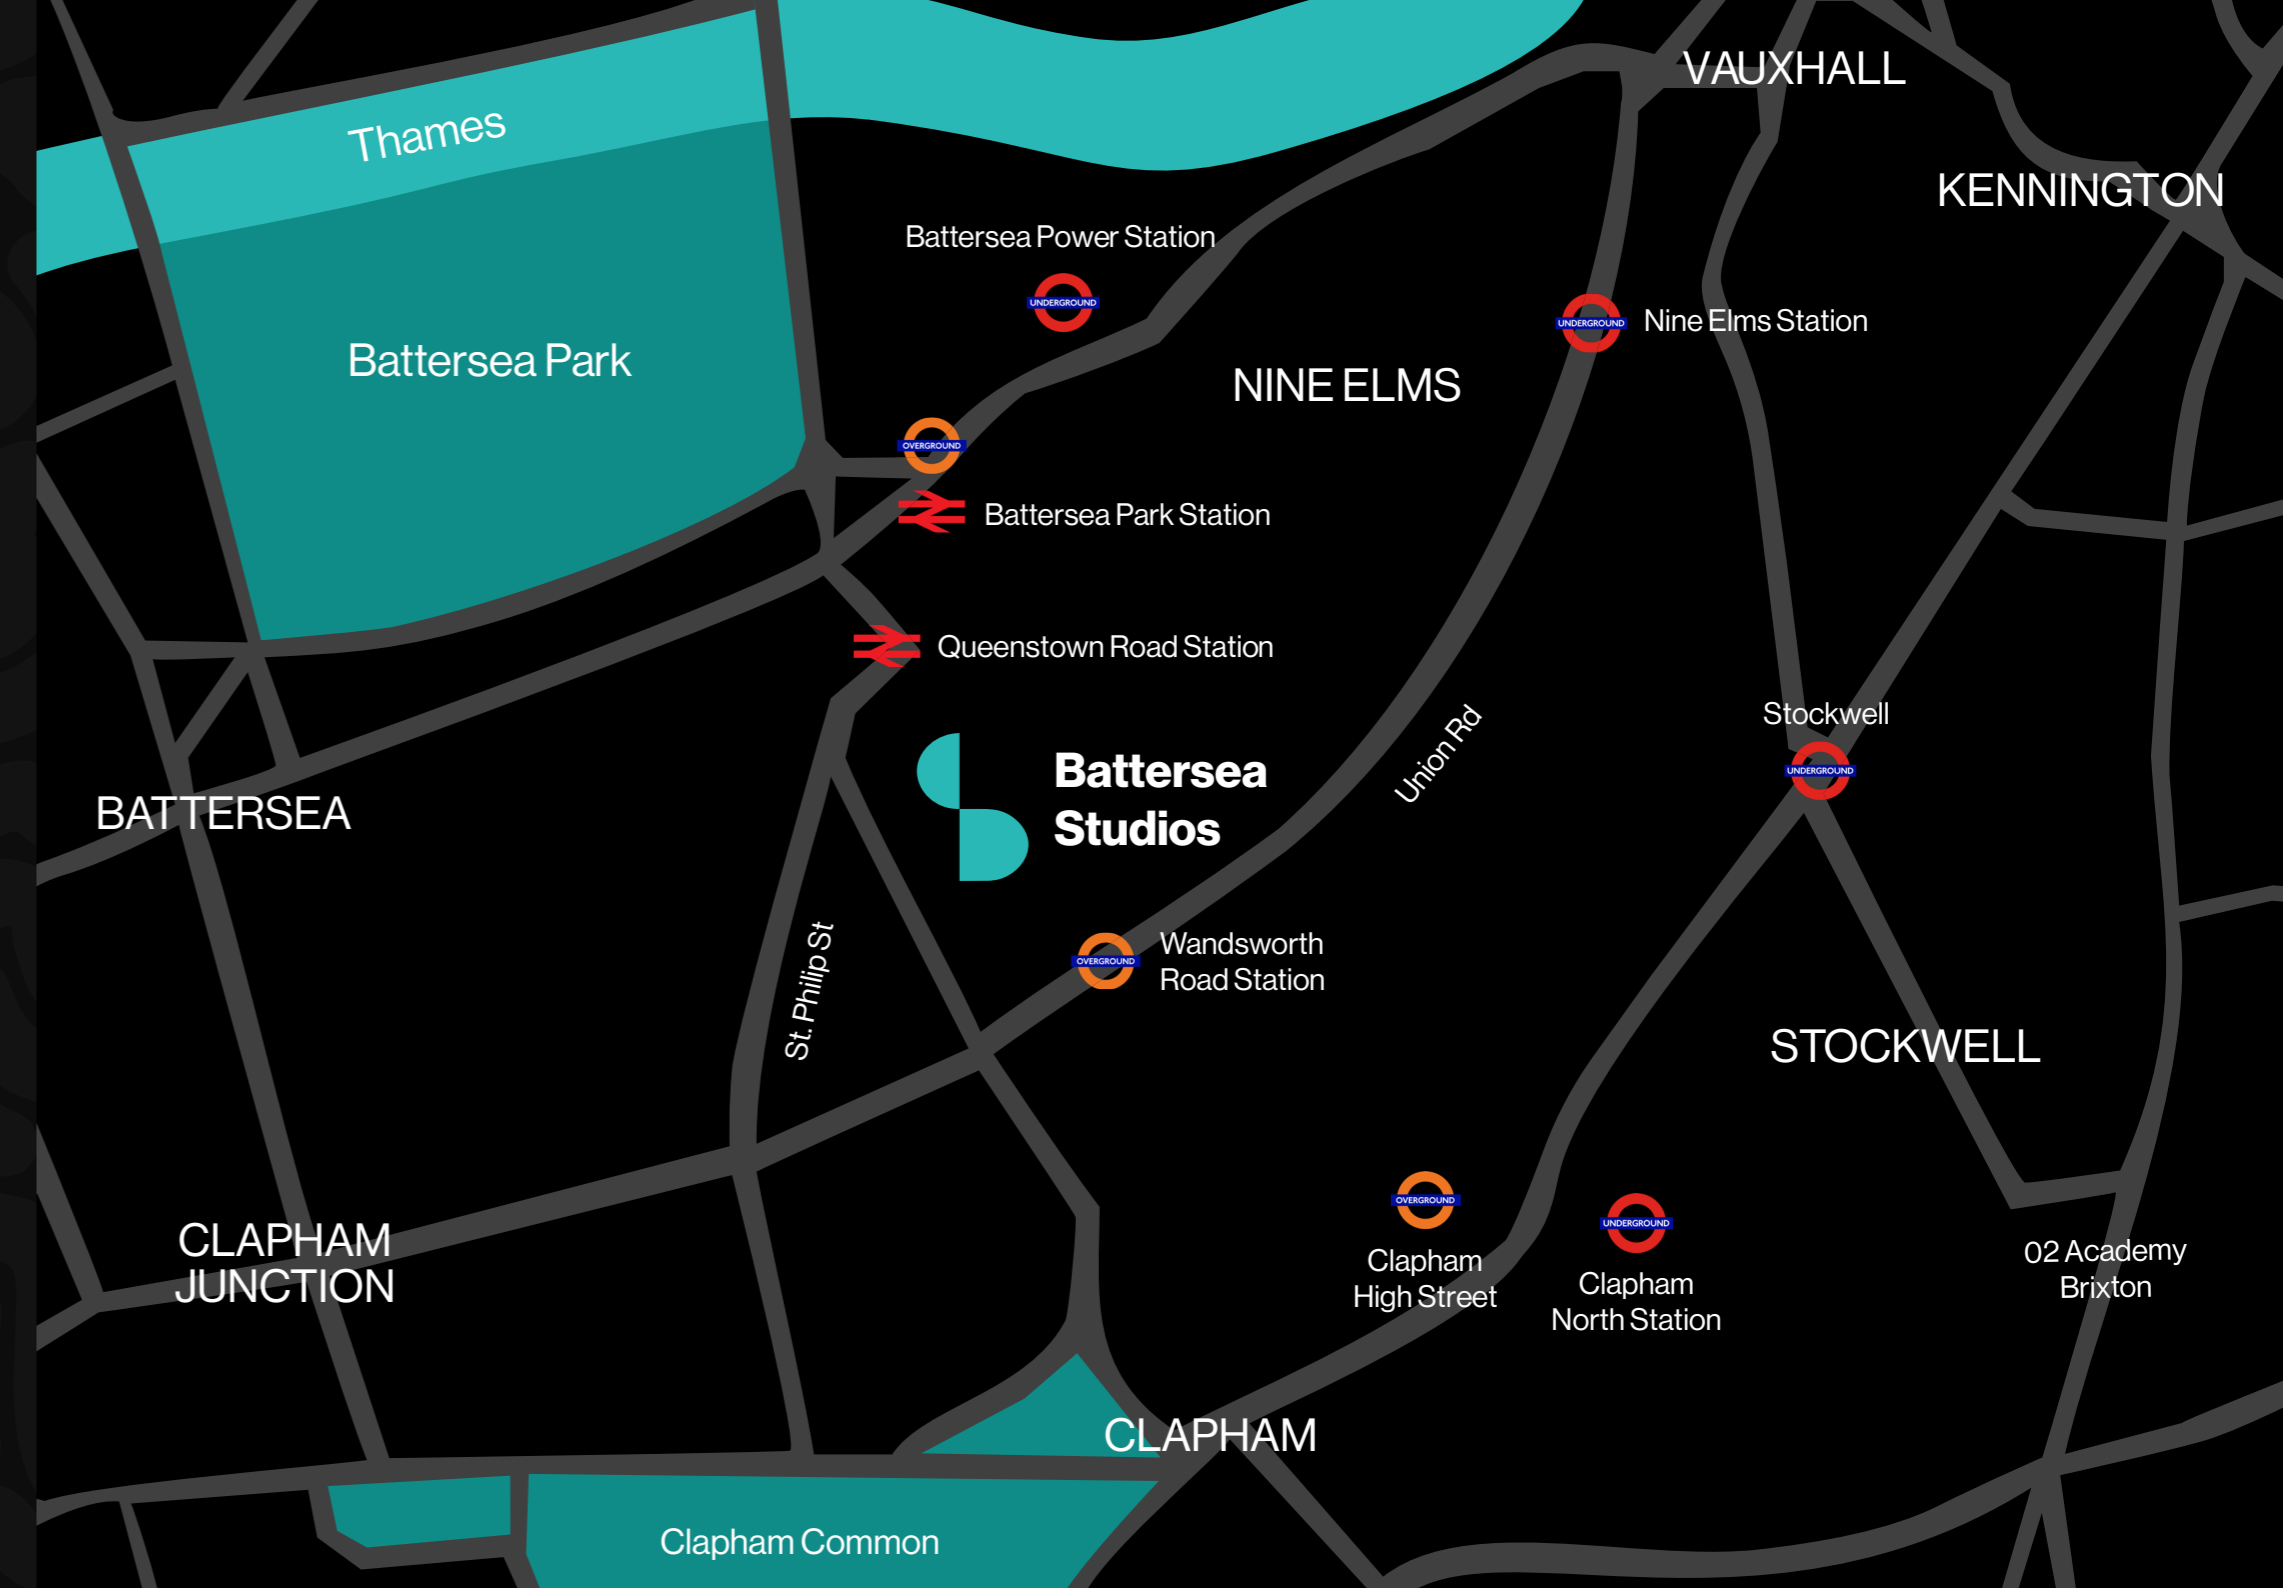 VAUXHALL
Thames
KENNINGTON
Battersea Power Station
UNDERGROUND
UNDERGROUND
Nine Elms Station
Battersea Park
NINE ELMS
OVERGROUND
Battersea Park Station
Queenstown Road Station
Stockwell
UNDERGROUND
Union Rd
Battersea
Studios
BATTERSEA
St. Philip St
OVERGROUND
Wandsworth
Road Station
STOCKWELL
OVERGROUND
Clapham
High Street
UNDERGROUND
Clapham
North Station
CLAPHAM
JUNCTION
02 Academy
Brixton
CLAPHAM
Clapham Common